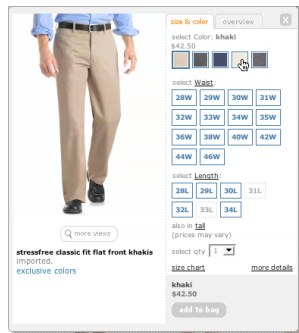 size & color
overview
X
select Color: khaki
$42.50
select Waist:
28W 29W 30W 31W
32W 33W 34W 35W
36W 38W 40W 42W
44W 46W
select Length:
28L 29L 30L 31L
32L 33L 34L
also in tall
(prices may vary)
more views
select qty 1
stressfree classic fit flat front khakis
imported.
exclusive colors
size chart more details
khaki
$42.50
add to bag